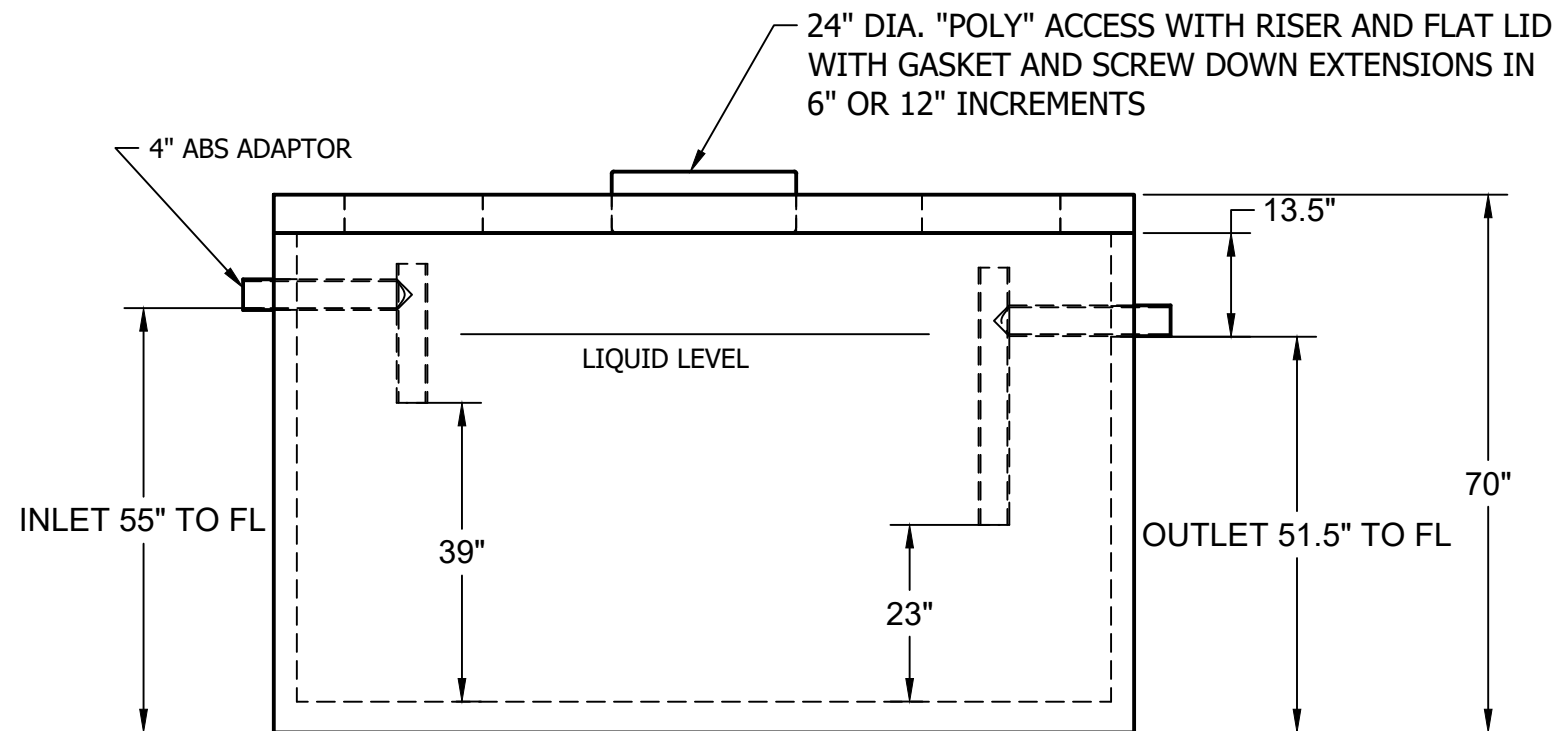 24" DIA. "POLY" ACCESS WITH RISER AND FLAT LID
WITH GASKET AND SCREW DOWN EXTENSIONS IN
6" OR 12" INCREMENTS
4" ABS ADAPTOR
13.5"
LIQUID LEVEL
70"
INLET 55" TO FL
39"
OUTLET 51.5" TO FL
23"